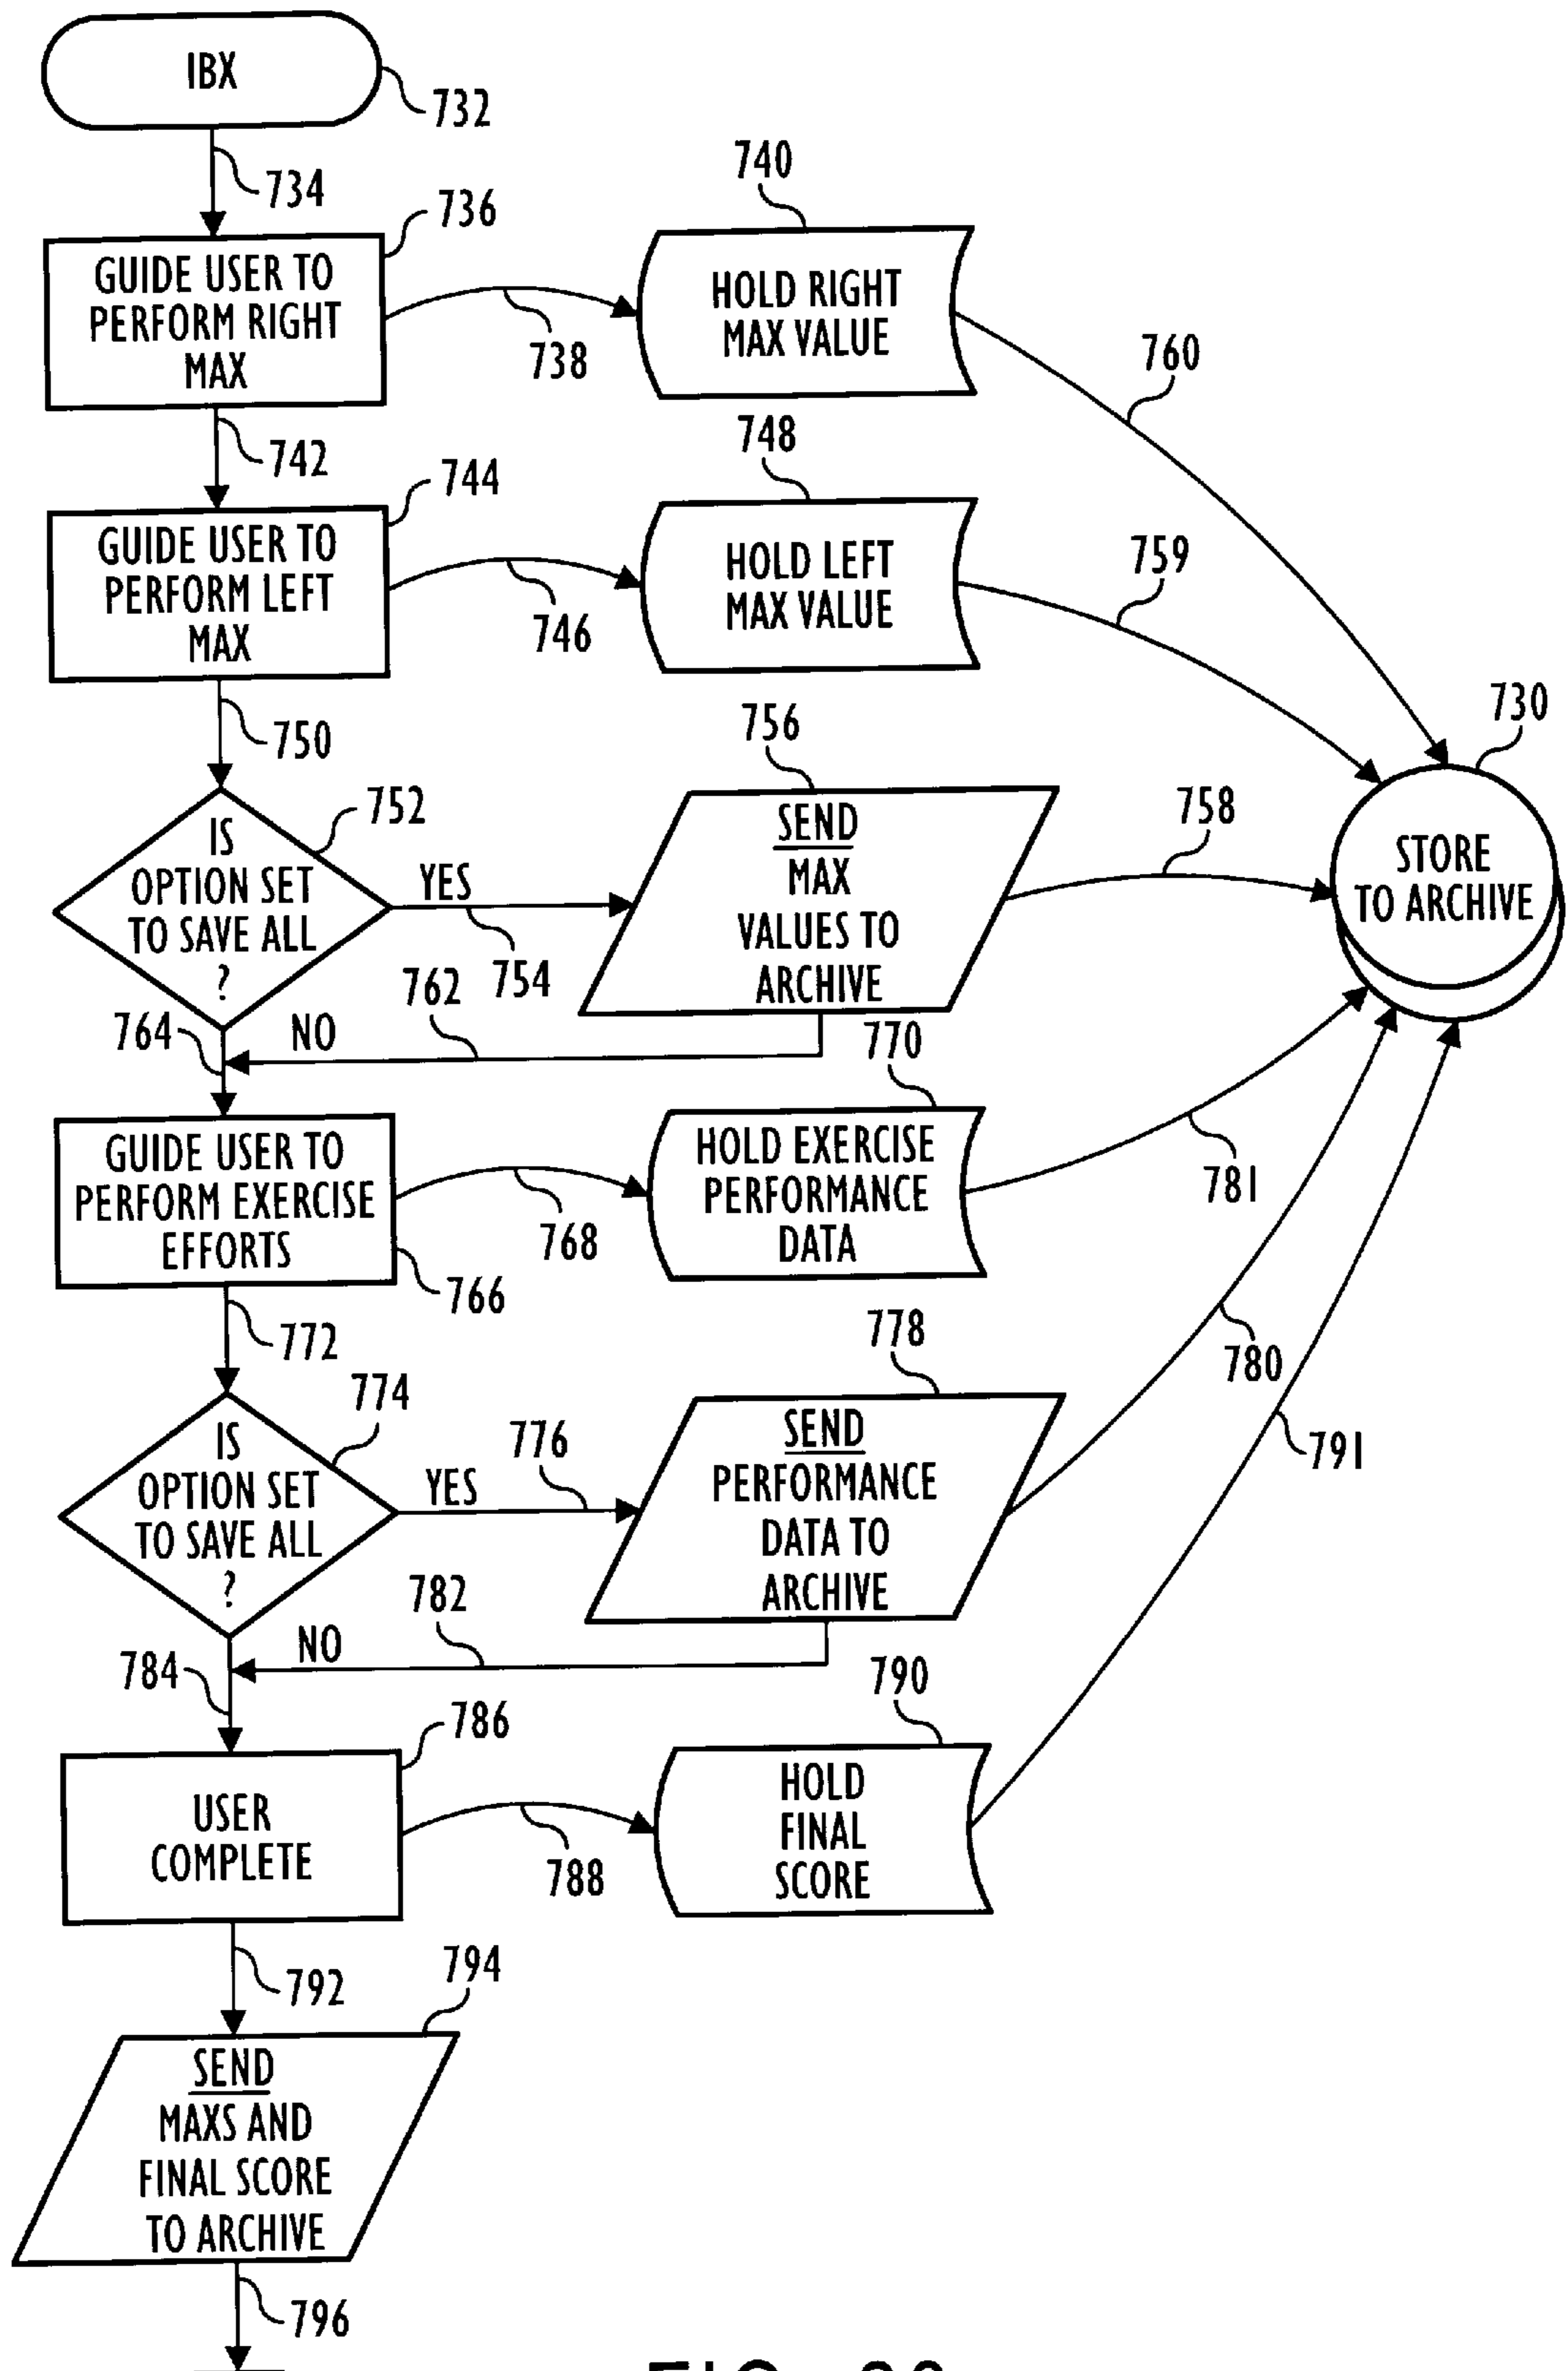 IBX
732
734
736
GUIDE USER TO
PERFORM RIGHT
MAX
738
740
HOLD RIGHT
MAX VALUE
760
742
744
GUIDE USER TO
PERFORM LEFT
MAX
746
748
HOLD LEFT
MAX VALUE
759
730
STORE
TO ARCHIVE
750
752
IS
OPTION SET
TO SAVE ALL
?
YES
754
756
SEND
MAX
VALUES TO
ARCHIVE
758
762
764
NO
770
GUIDE USER TO
PERFORM EXERCISE
EFFORTS
766
768
HOLD EXERCISE
PERFORMANCE
DATA
781
772
774
IS
OPTION SET
TO SAVE ALL
?
YES
776
778
SEND
PERFORMANCE
DATA TO
ARCHIVE
780
791
782
784
NO
786
USER
COMPLETE
788
790
HOLD
FINAL
SCORE
792
794
SEND
MAXS AND
FINAL SCORE
TO ARCHIVE
796